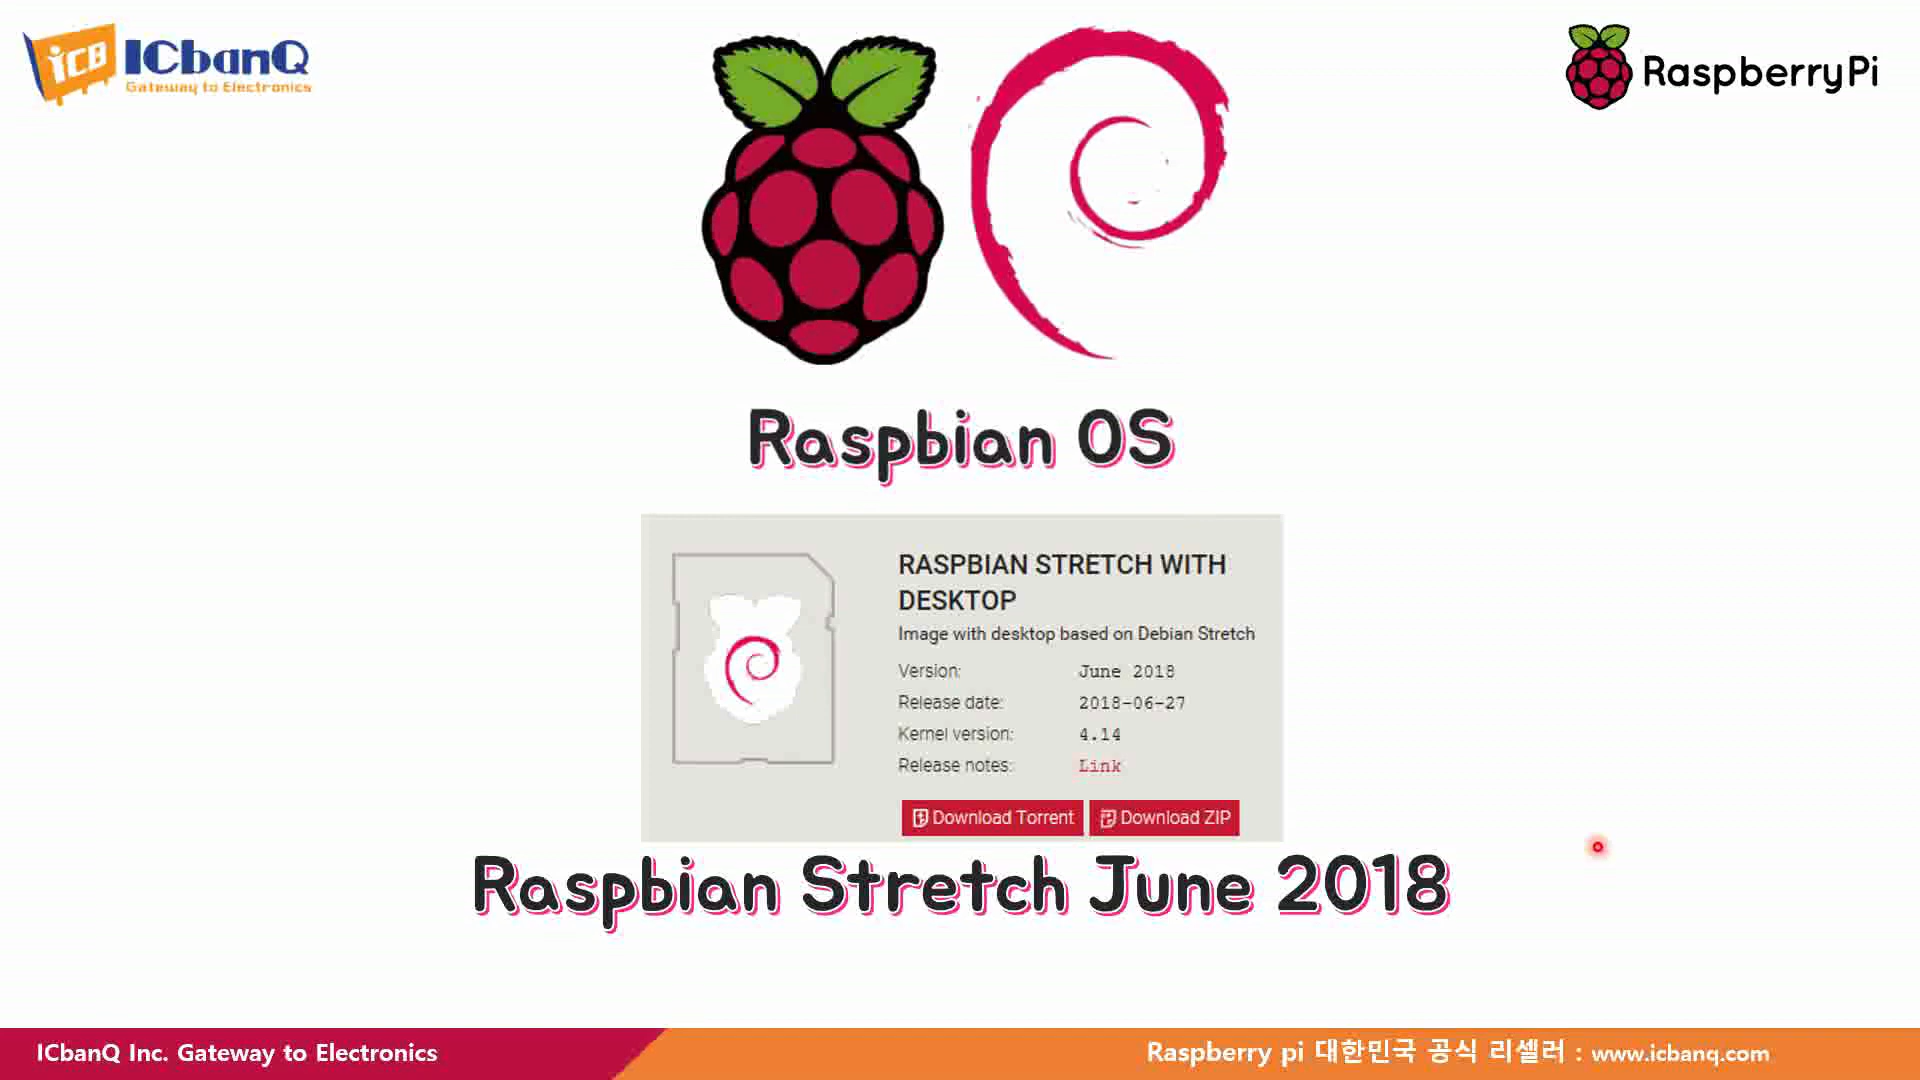 iCB ICbanQ
Gateway to Electronics
RaspberryPi
Raspbian OS
RASPBIAN STRETCH WITH
DESKTOP
Image with desktop based on Debian Stretch
Version: June 2018
Release date: 2018-06-27
Kernel version: 4.14
Release notes: Link
Download Torrent Download ZIP
Raspbian Stretch June 2018
ICbanQ Inc. Gateway to Electronics
Raspberry pi 대한민국 공식 리셀러 : www.icbanq.com